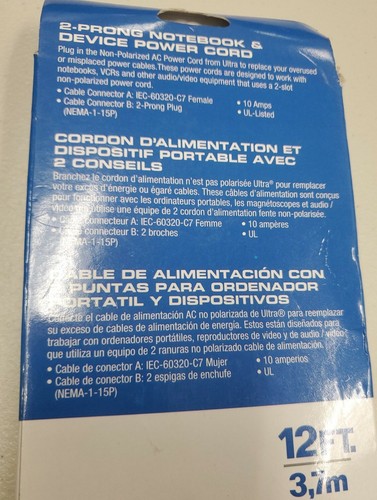 2-PRONG NOTEBOOK &
DEVICE POWER CORD
Plug in the Non-Polarized AC Power Cord from Ultra to replace your overused
or misplaced power cables.These power cords are designed to work with
notebooks, VCRs and other audio/video equipment that uses a 2-slot
non-polarized power cord.
• Cable Connector A: IEC-60320-C7 Female
• 10 Amps
• Cable Connector B: 2-Prong Plug
• UL-Listed
(NEMA-1-15P)
CORDON D'ALIMENTATION ET
DISPOSITIF PORTABLE AVEC
2 CONSEILS
Branchez le cordon d'alimentation n'est pas polarisée Ultra® pour remplacer
votre excès d'énergie ou égaré cables. These câbles d'alimentation sont conçus
pour fonctionner avec les ordinateurs portables, les magnétoscopes et audio /
utilise une équipe de 2 cordon d'alimentation fente non-polarisée.
connecteur A: IEC-60320-C7 Femme
• 10 ampères
connecteur B: 2 broches
• UL
(NEMA-1-15P)
CABLE DE ALIMENTACIÓN CON
PUNTAS PARA ORDENADOR
PORTATIL Y DISPOSITIVOS
el cable de alimentación AC no polarizada de Ultra® para reemplazar
su exceso de cables de alimentación de energía. Estos están diseñados para
trabajar con ordenadores portátiles, reproductores de video y de audio / video
que utiliza un equipo de 2 ranuras no polarizado cable de alimentación.
• Cable de conector A: IEC-60320-C7 Mujer
• 10 amperios
• Cable de conector B: 2 espigas de enchufe
• UL
(NEMA-1-15P)
12FT.
3,7m